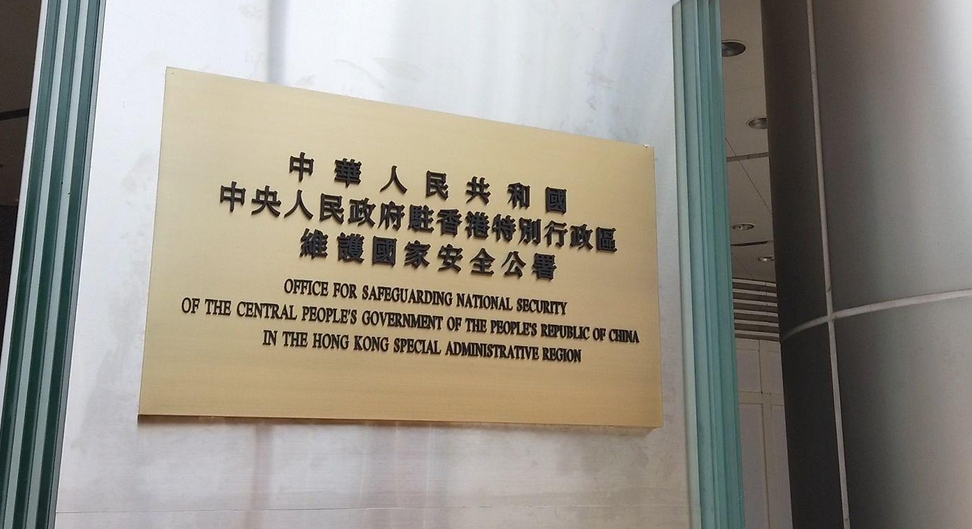 中華人民共和國
中央人民政府駐香港特別行政區
維護國家安全公署
OFFICE FOR SAFEGUARDING NATIONAL SECURITY
OF THE CENTRAL PEOPLE'S GOVERNMENT OF THE PEOPLE'S REPUBLIC OF CHINA
IN THE HONG KONG SPECIAL ADMINISTRATIVE REGION